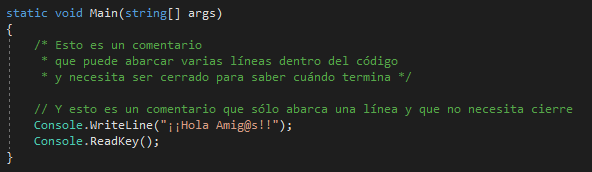 static void Main(string[] args)
{
/* Esto es un comentario
* que puede abarcar varias líneas dentro del código
* y necesita ser cerrado para saber cuándo termina */
// Y esto es un comentario que sólo abarca una línea y que no necesita cierre
Console.WriteLine("¡¡Hola Amig@s!!");
Console.ReadKey();
}